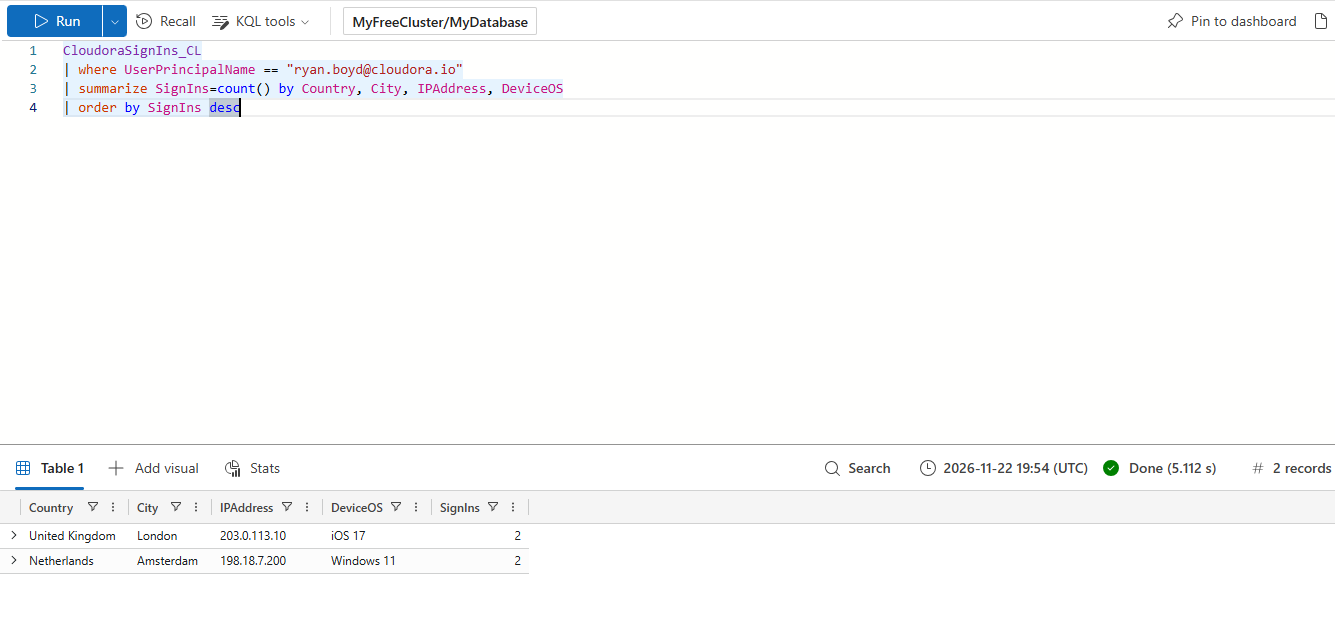 Run Recall KQL tools MyFreeCluster/MyDatabase Pin to dashboard
1 CloudoraSignIns_CL
2 | where UserPrincipalName == "ryan.boyd@cloudora.io"
3 | summarize SignIns=count() by Country, City, IPAddress, DeviceOS
4 | order by SignIns desc
Table 1 + Add visual Stats Search 2026-11-22 19:54 (UTC) Done (5.112 s) # 2 records
Country City IPAddress DeviceOS SignIns
United Kingdom London 203.0.113.10 iOS 17 2
Netherlands Amsterdam 198.18.7.200 Windows 11 2